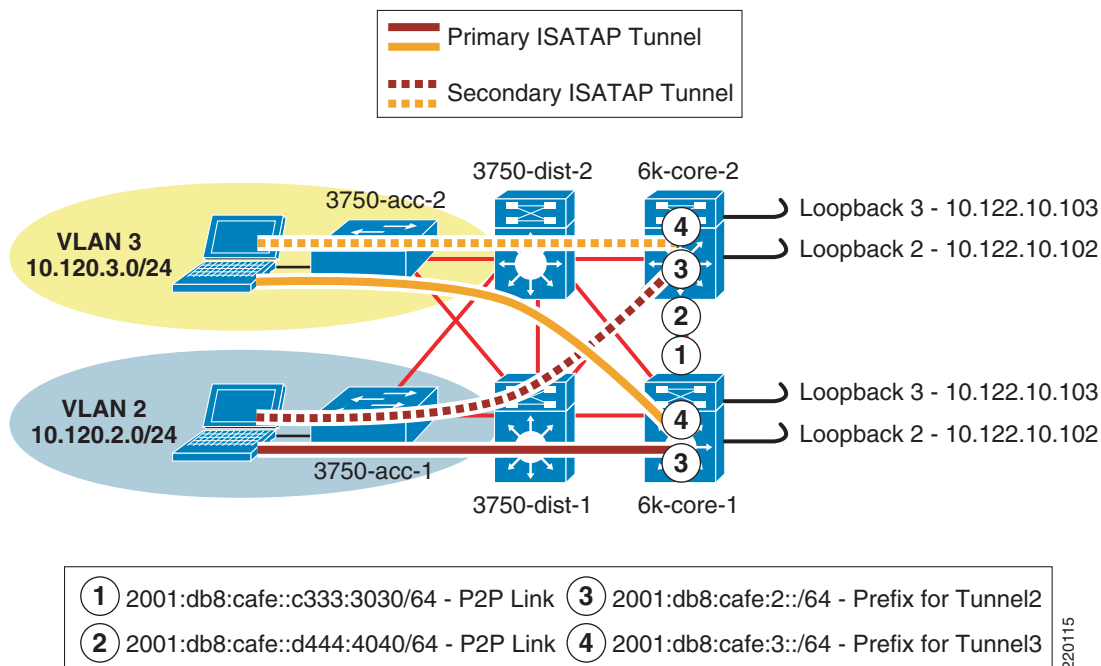 Primary ISATAP Tunnel
Secondary ISATAP Tunnel
3750-dist-2
6k-core-2
3750-acc-2
Loopback 3 - 10.122.10.103
4
VLAN 3
10.120.3.0/24
Loopback 2 - 10.122.10.102
3
2
1
Loopback 3 - 10.122.10.103
VLAN 2
10.120.2.0/24
4
Loopback 2 - 10.122.10.102
3
3750-acc-1
3750-dist-1
6k-core-1
1 2001:db8:cafe::c333:3030/64 - P2P Link
3 2001:db8:cafe:2::/64 - Prefix for Tunnel2
2 2001:db8:cafe::d444:4040/64 - P2P Link
4 2001:db8:cafe:3::/64 - Prefix for Tunnel3
220115